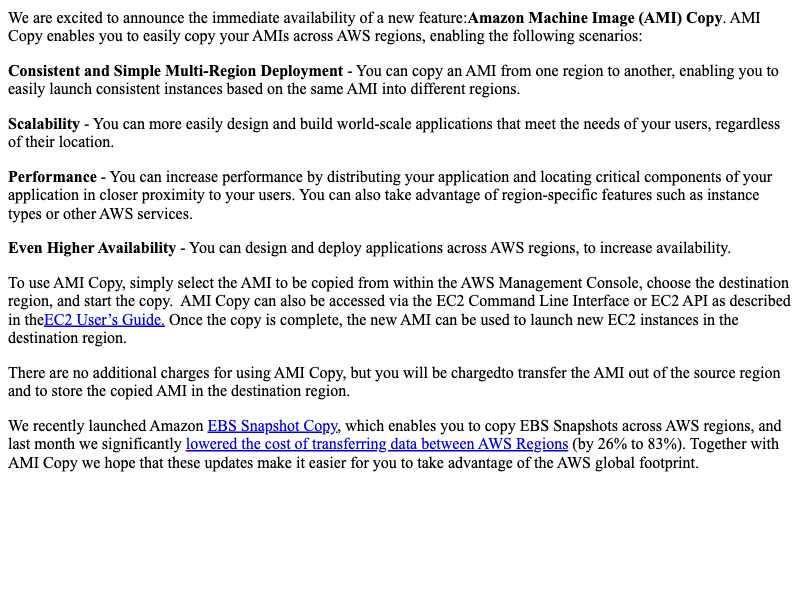 We are excited to announce the immediate availability of a new feature:Amazon Machine Image (AMI) Copy. AMI
Copy enables you to easily copy your AMIs across AWS regions, enabling the following scenarios:
Consistent and Simple Multi-Region Deployment - You can copy an AMI from one region to another, enabling you to
easily launch consistent instances based on the same AMI into different regions.
Scalability - You can more easily design and build world-scale applications that meet the needs of your users, regardless
of their location.
Performance - You can increase performance by distributing your application and locating critical components of your
application in closer proximity to your users. You can also take advantage of region-specific features such as instance
types or other AWS services.
Even Higher Availability - You can design and deploy applications across AWS regions, to increase availability.
To use AMI Copy, simply select the AMI to be copied from within the AWS Management Console, choose the destination
region, and start the copy.  AMI Copy can also be accessed via the EC2 Command Line Interface or EC2 API as described
in theEC2 User’s Guide. Once the copy is complete, the new AMI can be used to launch new EC2 instances in the
destination region.
There are no additional charges for using AMI Copy, but you will be chargedto transfer the AMI out of the source region
and to store the copied AMI in the destination region.
We recently launched Amazon EBS Snapshot Copy, which enables you to copy EBS Snapshots across AWS regions, and
last month we significantly lowered the cost of transferring data between AWS Regions (by 26% to 83%). Together with
AMI Copy we hope that these updates make it easier for you to take advantage of the AWS global footprint.